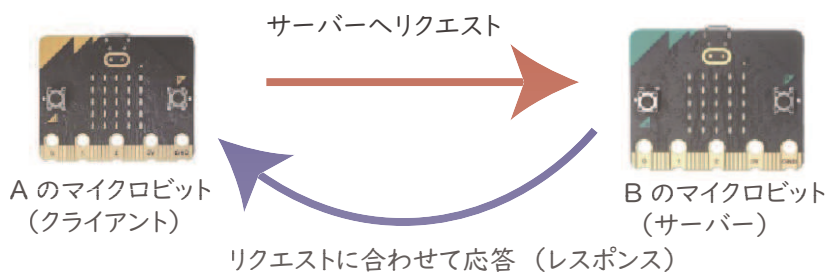 サーバーへリクエスト
A のマイクロビット
（クライアント）
B のマイクロビット
（サーバー）
リクエストに合わせて応答 （レスポンス）